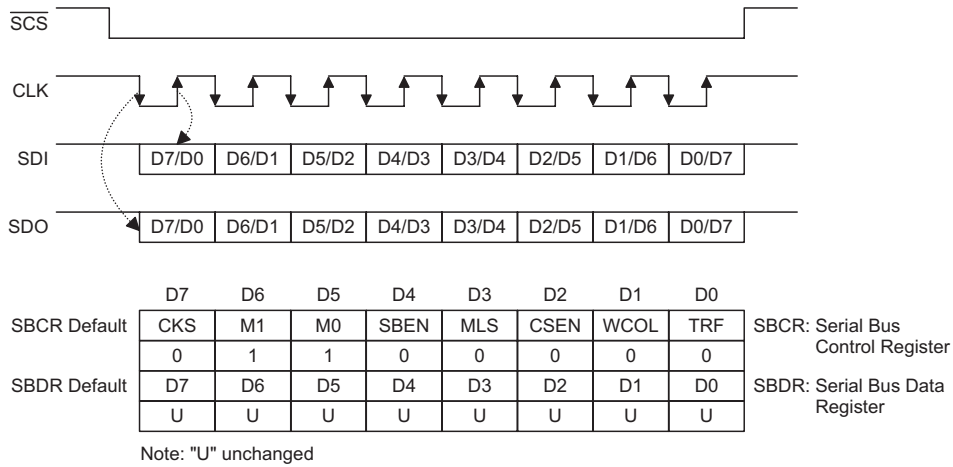 SCS
CLK
SDI D7/D0 D6/D1 D5/D2 D4/D3 D3/D4 D2/D5 D1/D6 D0/D7
SDO D7/D0 D6/D1 D5/D2 D4/D3 D3/D4 D2/D5 D1/D6 D0/D7
D7 D6 D5 D4 D3 D2 D1 D0
SBCR Default CKS M1 M0 SBEN MLS CSEN WCOL TRF SBCR: Serial Bus
Control Register
0 1 1 0 0 0 0 0
SBDR Default D7 D6 D5 D4 D3 D2 D1 D0 SBDR: Serial Bus Data
Register
U U U U U U U U
Note: "U" unchanged